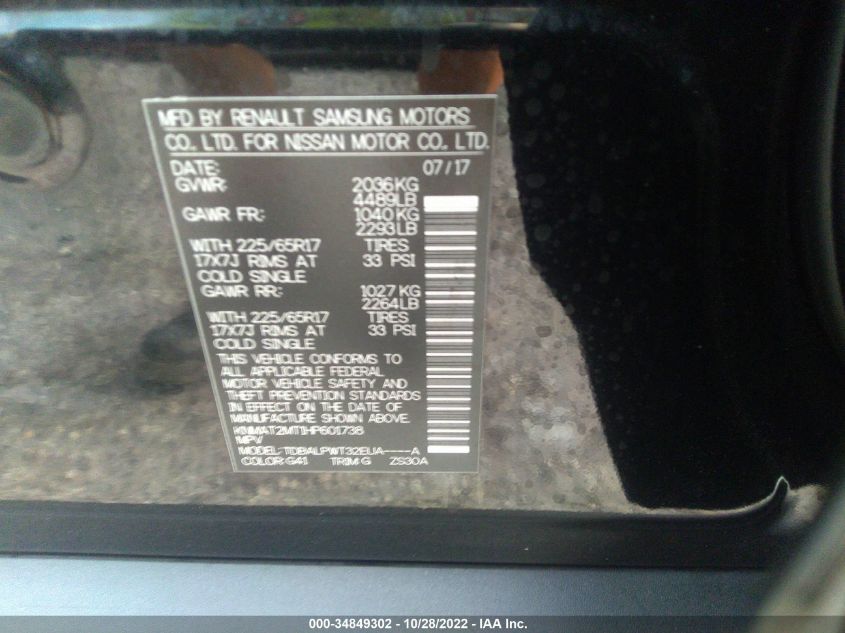 MFD BY RENAULT SAMSUNG MOTORS
CO., LTD. FOR NISSAN MOTOR CO., LTD.
DATE: 07/17
GVWR: 2036KG
4489LB
GAWR FR: 1040KG
2293LB
WITH 225/65R17 TIRES
17X7J RIMS AT 33 PSI
COLD SINGLE
GAWR RR: 1027KG
2264LB
WITH 225/65R17 TIRES
17X7J RIMS AT 33 PSI
COLD SINGLE
THIS VEHICLE CONFORMS TO
ALL APPLICABLE FEDERAL
MOTOR VEHICLE SAFETY AND
THEFT PREVENTION STANDARDS
IN EFFECT ON THE DATE OF
MANUFACTURE SHOWN ABOVE.
KNMAT2MT1HP601738
MPV
MODEL: TDBALPWT32EUA----A
COLOR: G41 TRIM: G ZS30A
000-34849302 - 10/28/2022 - IAA Inc.